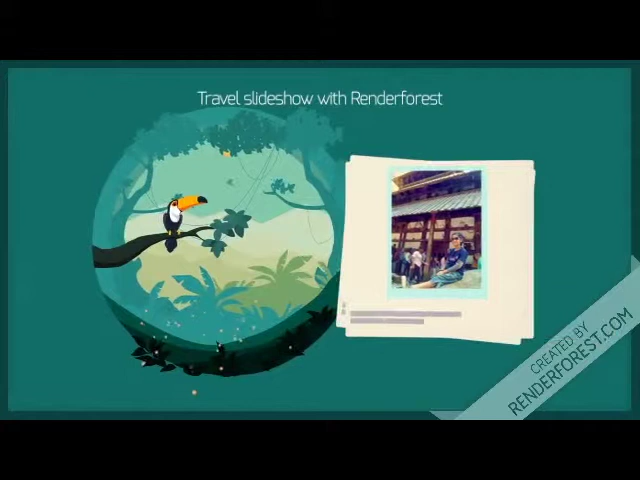 Travel slideshow with Renderforest
CREATED BY
RENDERFOREST.COM